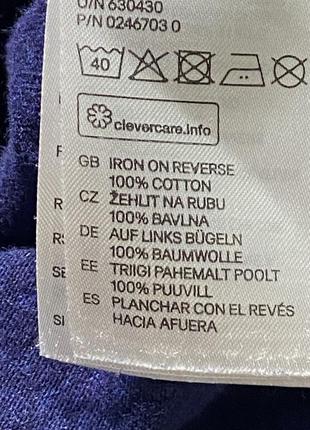 O/N 630430
P/N 0246703 0
40
clevercare.info
GB IRON ON REVERSE
100% COTTON
CZ ŽEHLIT NA RUBU
100% BAVLNA
DE AUF LINKS BÜGELN
100% BAUMWOLLE
EE TRIIGI PAHEMALT POOLT
100% PUUVILL
ES PLANCHAR CON EL REVÉS
HACIA AFUERA